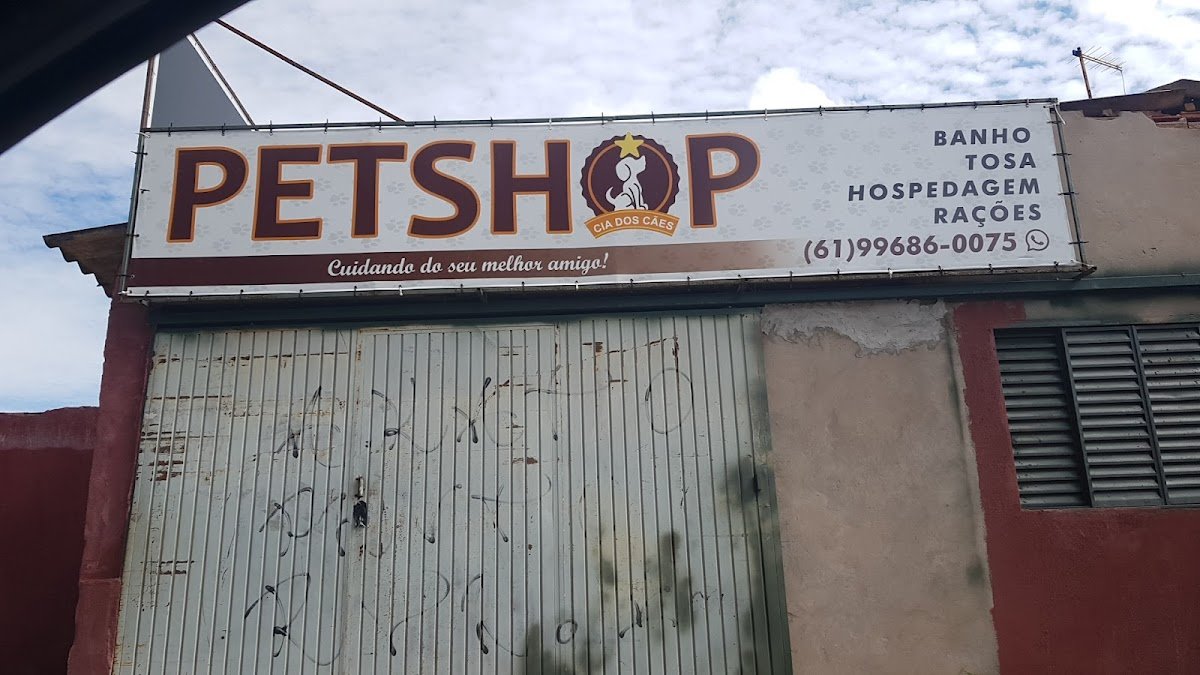 PETSHOP
CIA DOS CÃES
Cuidando do seu melhor amigo!
BANHO
TOSA
HOSPEDAGEM
RAÇÕES
(61)99686-0075